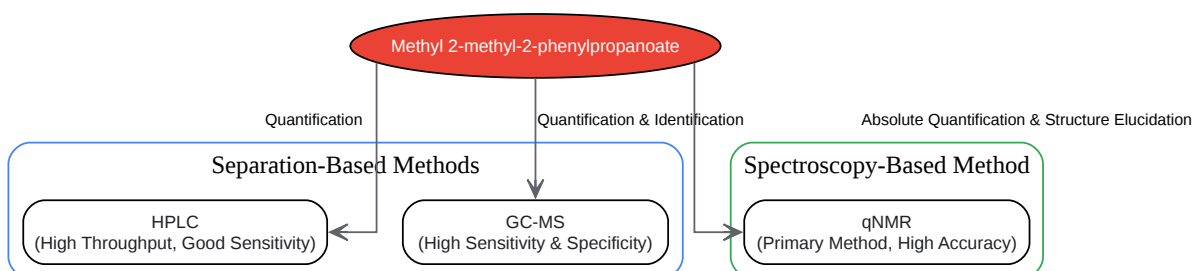 Methyl 2-methyl-2-phenylpropanoate
Quantification
Quantification & Identification
Absolute Quantification & Structure Elucidation
Separation-Based Methods
Spectroscopy-Based Method
HPLC
(High Throughput, Good Sensitivity)
GC-MS
(High Sensitivity & Specificity)
qNMR
(Primary Method, High Accuracy)